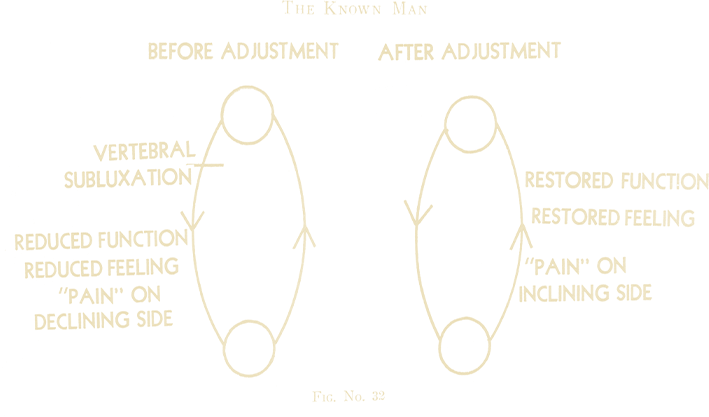 The Known Man
BEFORE ADJUSTMENT
AFTER ADJUSTMENT
VERTEBRAL
SUBLUXATION
REDUCED FUNCTION
REDUCED FEELING
"PAIN" ON
DECLINING SIDE
RESTORED FUNCTION
RESTORED FEELING
"PAIN" ON
INCLINING SIDE
Fig. No. 32